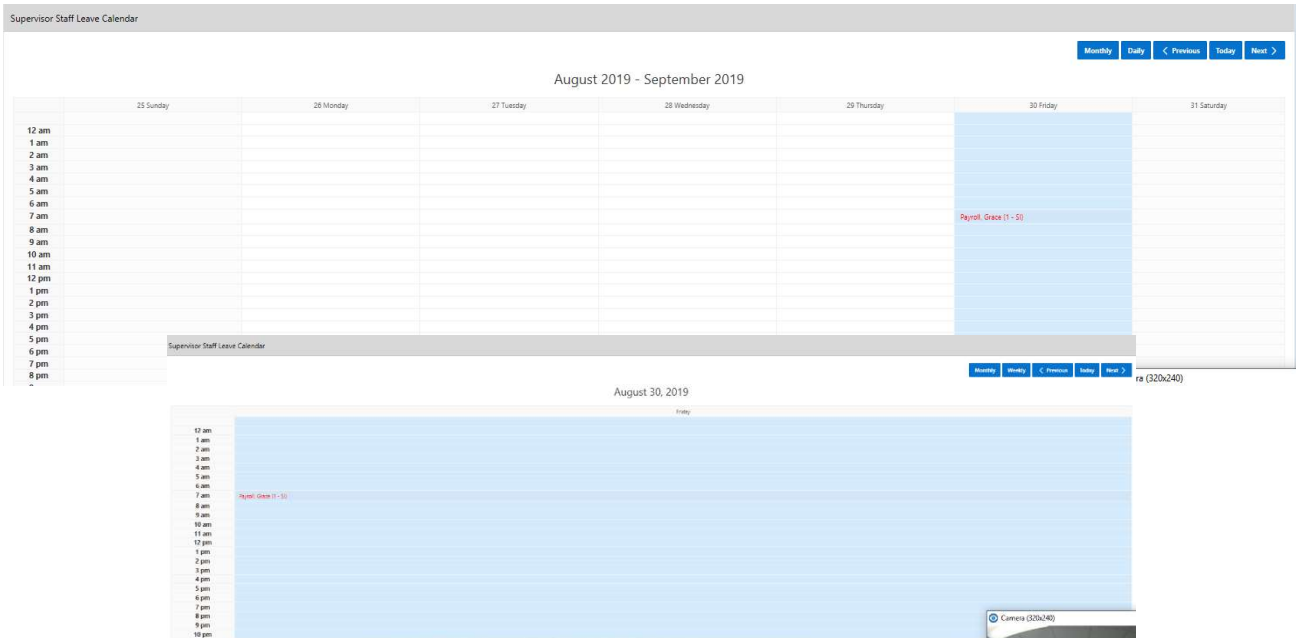 Supervisor Staff Leave Calendar
Monthly Daily Previous Today Next
August 2019 - September 2019
25 Sunday 26 Monday 27 Tuesday 28 Wednesday 29 Thursday 30 Friday 31 Saturday
12 am
1 am
2 am
3 am
4 am
5 am
6 am
7 am Payroll, Grace (1 - SI)
8 am
9 am
10 am
11 am
12 pm
1 pm
2 pm
3 pm
4 pm
5 pm
6 pm
7 pm
8 pm
ra (320x240)
Supervisor Staff Leave Calendar
Monthly Weekly Previous Today Next
August 30, 2019
Friday
12 am
1 am
2 am
3 am
4 am
5 am
6 am
7 am Payroll, Grace (1 - SI)
8 am
9 am
10 am
11 am
12 pm
1 pm
2 pm
3 pm
4 pm
5 pm
6 pm
7 pm
8 pm
9 pm
10 pm
Camera (320x240)